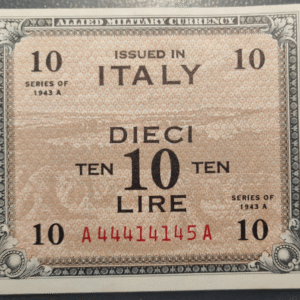 ALLIED MILITARY CURRENCY
10 ISSUED IN 10
SERIES OF
1943 A
ITALY
DIECI
TEN 10 TEN
LIRE
SERIES OF
1943 A
10 A44414145A 10